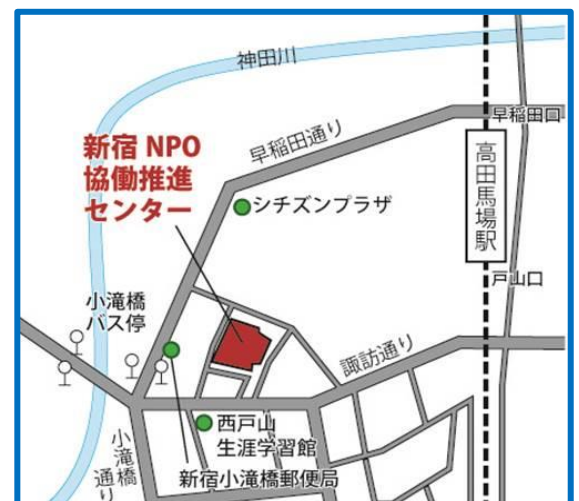 神田川
早稲田口
早稲田通り
新宿 NPO
協働推進
センター
高田馬場駅
シチズンプラザ
戸山口
小滝橋
バス停
諏訪通り
西戸山
生涯学習館
小滝橋
通り
新宿小滝橋郵便局